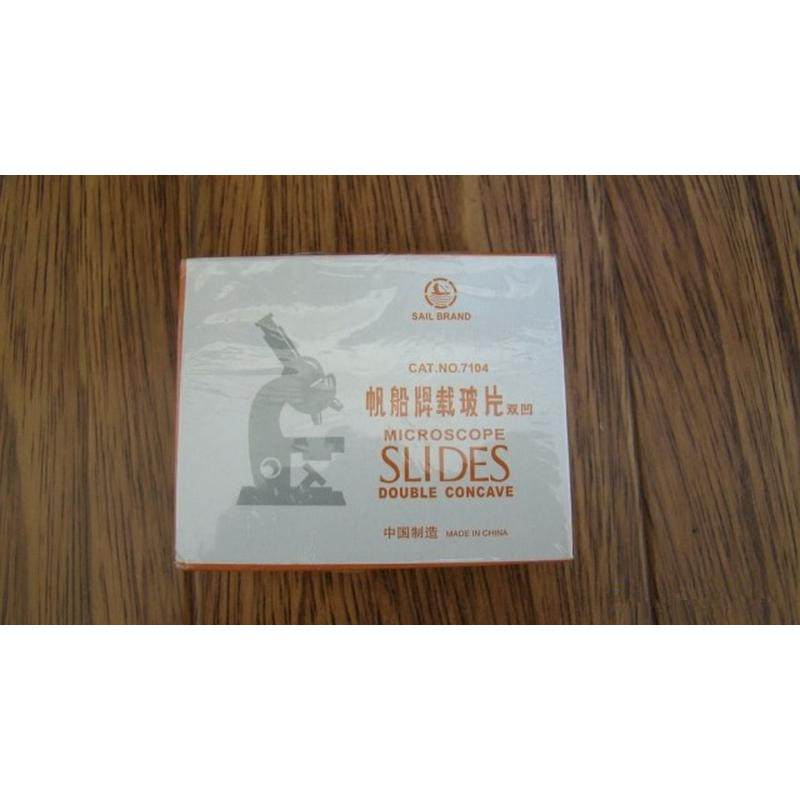 SAIL BRAND
CAT.NO.7104
帆船牌载玻片 双凹
MICROSCOPE
SLIDES
DOUBLE CONCAVE
中国制造 MADE IN CHINA